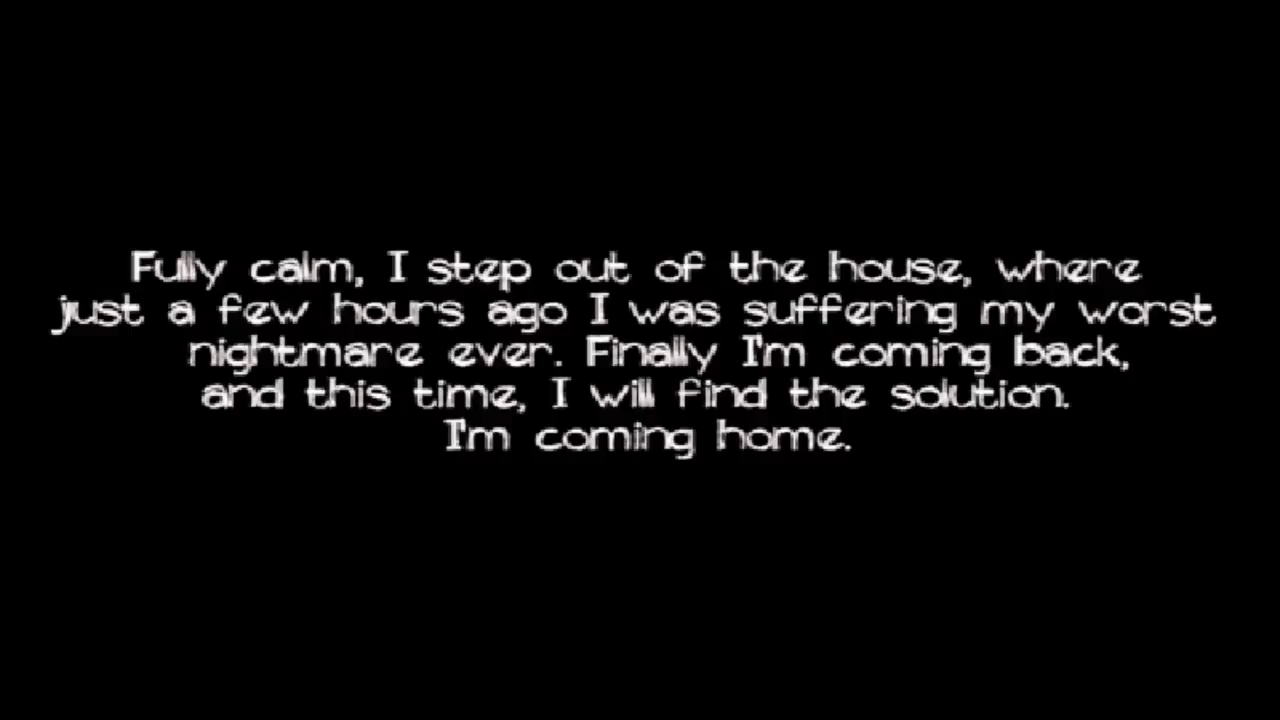 Fully calm, I step out of the house, where
just a few hours ago I was suffering my worst
nightmare ever. Finally I'm coming back,
and this time, I will find the solution.
I'm coming home.